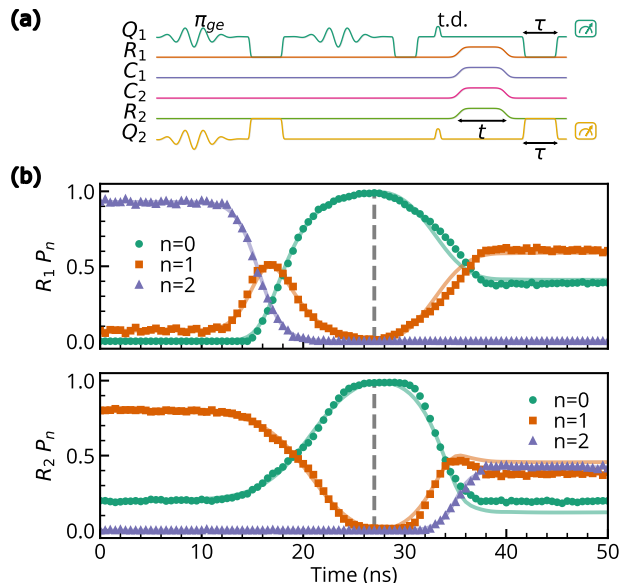 (a)
Q₁ π_ge t.d. τ
R₁
C₁
C₂
R₂
Q₂ t τ
(b)
R₁ Pₙ
1.0
0.5
0.0
n=0
n=1
n=2
R₂ Pₙ
1.0
0.5
0.0
n=0
n=1
n=2
0 10 20 30 40 50
Time (ns)